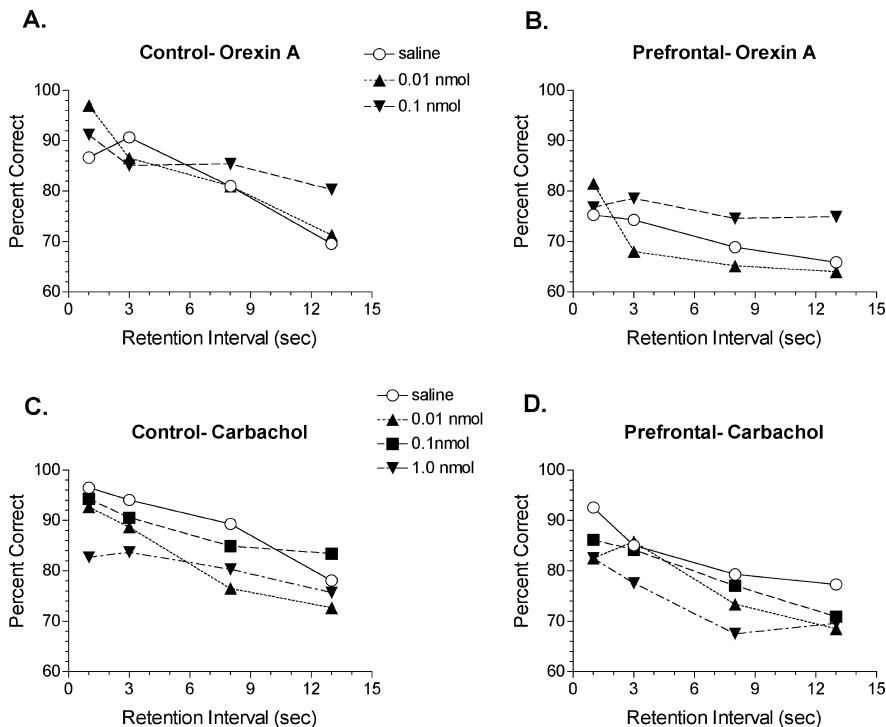 A.
Control- Orexin A
saline
0.01 nmol
0.1 nmol
Percent Correct
100
90
80
70
60
0 3 6 9 12 15
Retention Interval (sec)
B.
Prefrontal- Orexin A
Percent Correct
100
90
80
70
60
0 3 6 9 12 15
Retention Interval (sec)
C.
Control- Carbachol
saline
0.01 nmol
0.1nmol
1.0 nmol
Percent Correct
100
90
80
70
60
0 3 6 9 12 15
Retention Interval (sec)
D.
Prefrontal- Carbachol
Percent Correct
100
90
80
70
60
0 3 6 9 12 15
Retention Interval (sec)